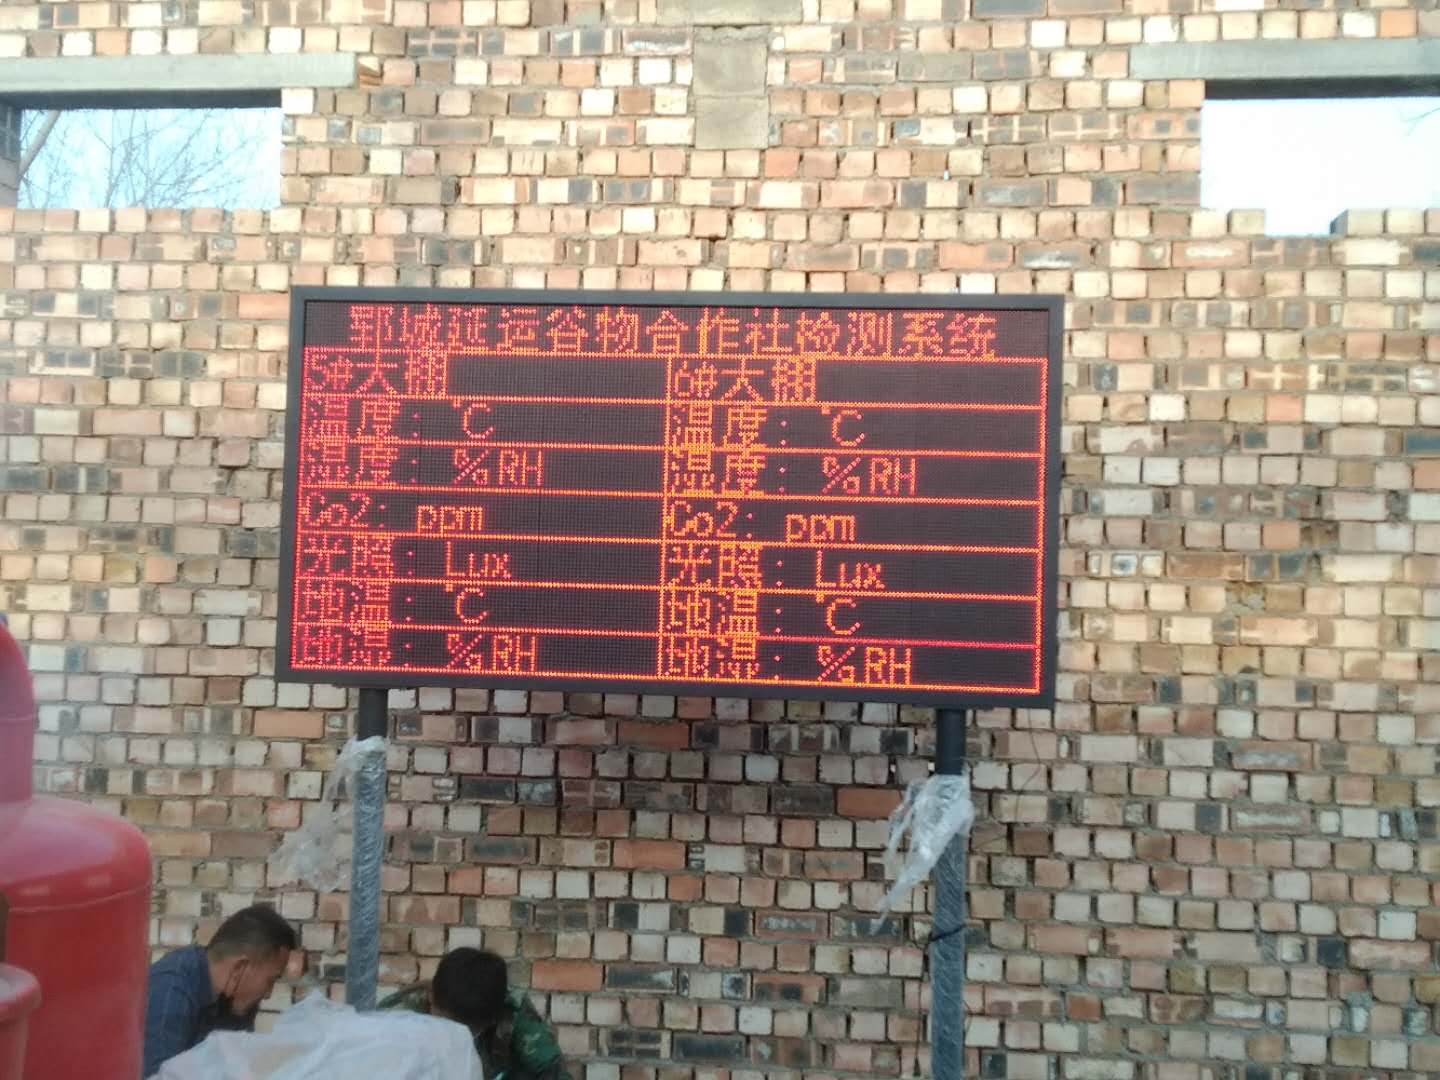 郓城延运谷物合作社检测系统
5#大棚 6#大棚
温度: ℃ 温度: ℃
湿度: %RH 湿度: %RH
Co2: ppm Co2: ppm
光照: Lux 光照: Lux
地温: ℃ 地温: ℃
地湿: %RH 地湿: %RH